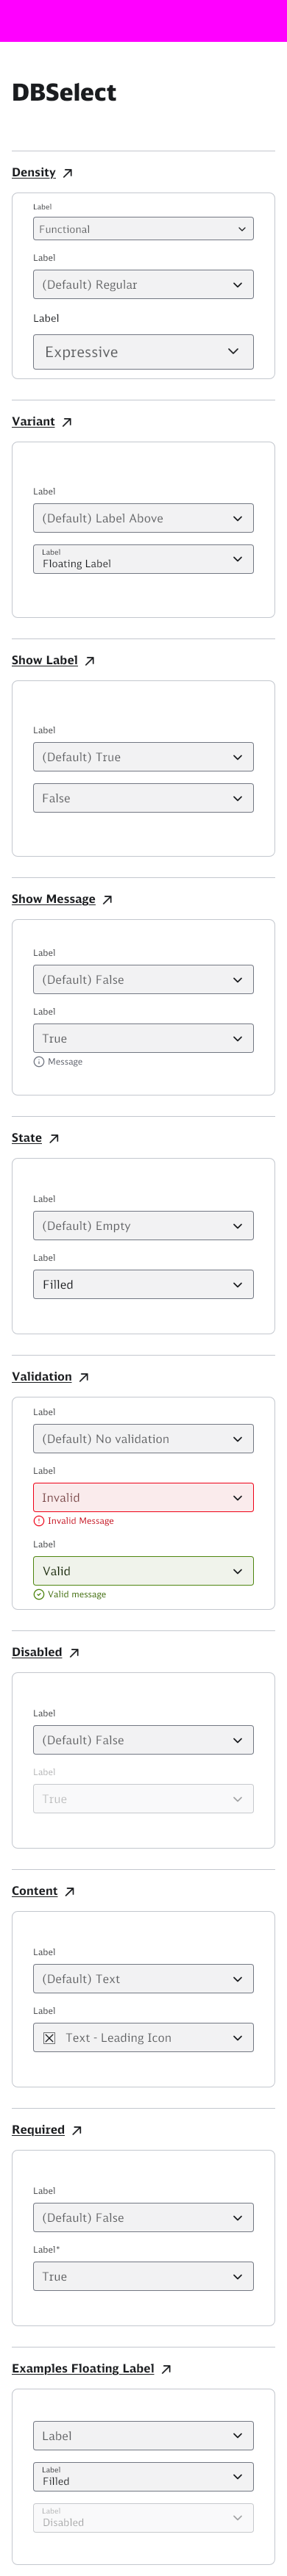 DBSelect
Density
Label
Functional
Label
(Default) Regular
Label
Expressive
Variant
Label
(Default) Label Above
Label
Floating Label
Show Label
Label
(Default) True
False
Show Message
Label
(Default) False
Label
True
Message
State
Label
(Default) Empty
Label
Filled
Validation
Label
(Default) No validation
Label
Invalid
Invalid Message
Label
Valid
Valid message
Disabled
Label
(Default) False
Label
True
Content
Label
(Default) Text
Label
Text - Leading Icon
Required
Label
(Default) False
Label*
True
Examples Floating Label
Label
Label
Filled
Label
Disabled